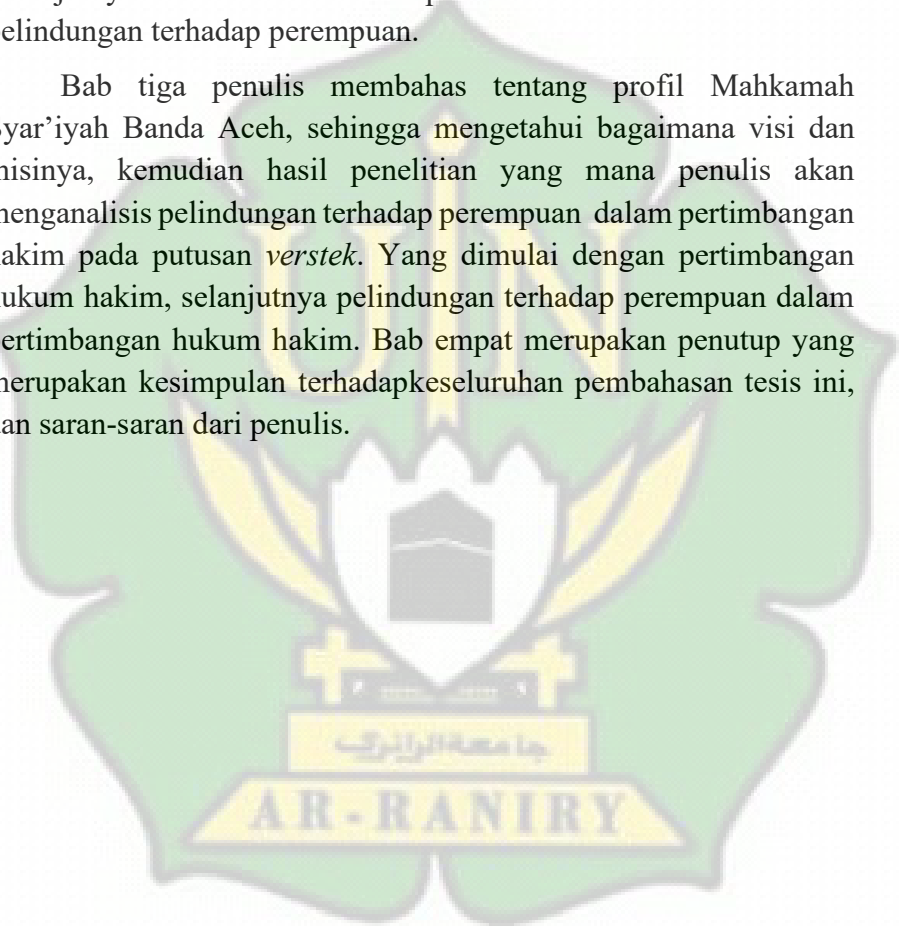 elindungan terhadap perempuan.
Bab tiga penulis membahas tentang profil Mahkamah
yar’iyah Banda Aceh, sehingga mengetahui bagaimana visi dan
nisinya, kemudian hasil penelitian yang mana penulis akan
nenganalisis pelindungan terhadap perempuan dalam pertimbangan
akim pada putusan verstek. Yang dimulai dengan pertimbangan
ukum hakim, selanjutnya pelindungan terhadap perempuan dalam
ertimbangan hukum hakim. Bab empat merupakan penutup yang
nerupakan kesimpulan terhadapkeseluruhan pembahasan tesis ini,
an saran-saran dari penulis.
UIN
جامعة الرانري
AR-RANIRY